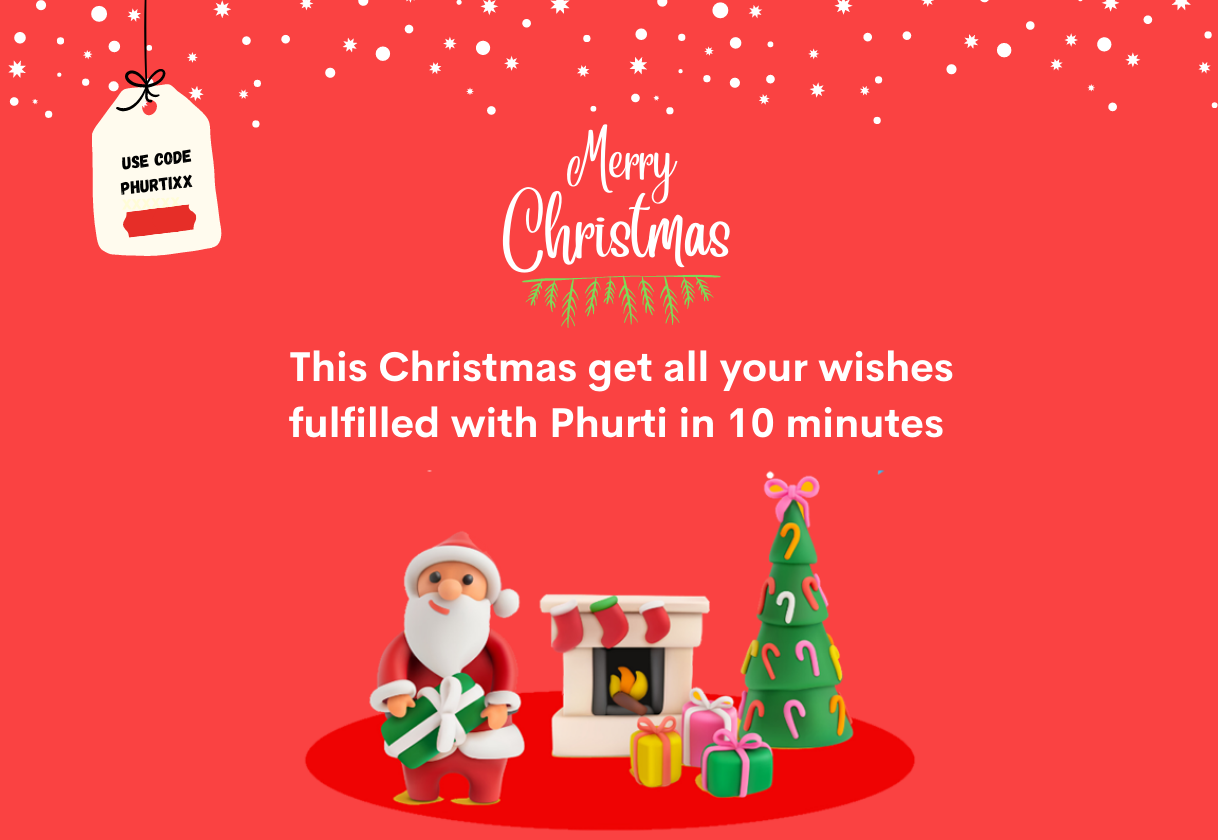 USE CODE
PHURTIXX
Merry
Christmas
This Christmas get all your wishes
fulfilled with Phurti in 10 minutes